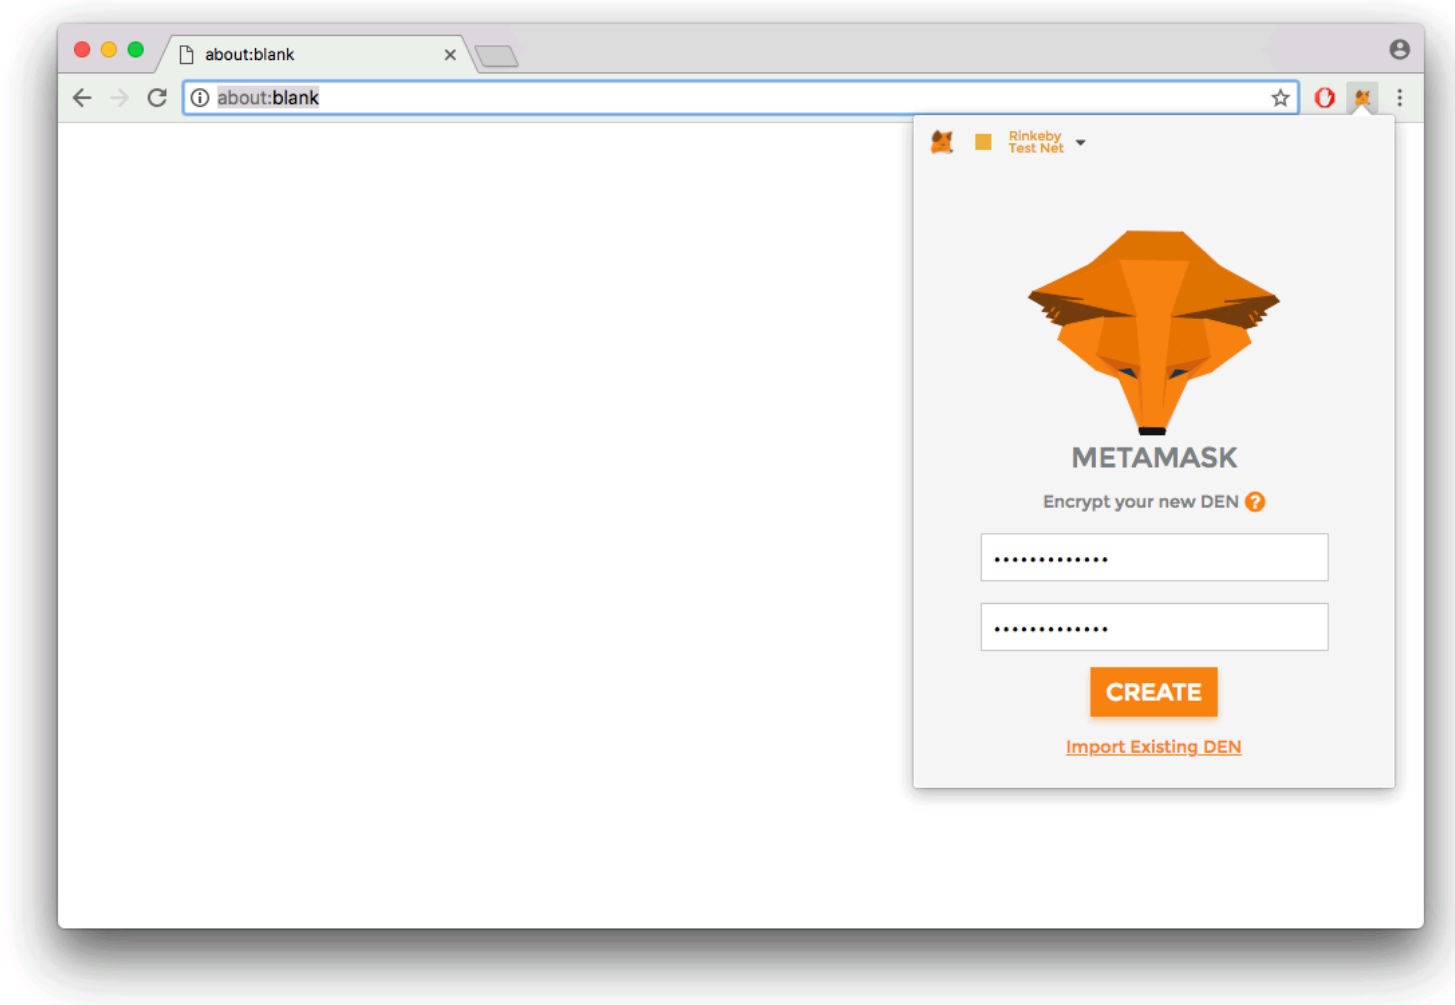 about:blank
about:blank
Rinkeby
Test Net
METAMASK
Encrypt your new DEN ?
•••••••••••••
•••••••••••••
CREATE
Import Existing DEN